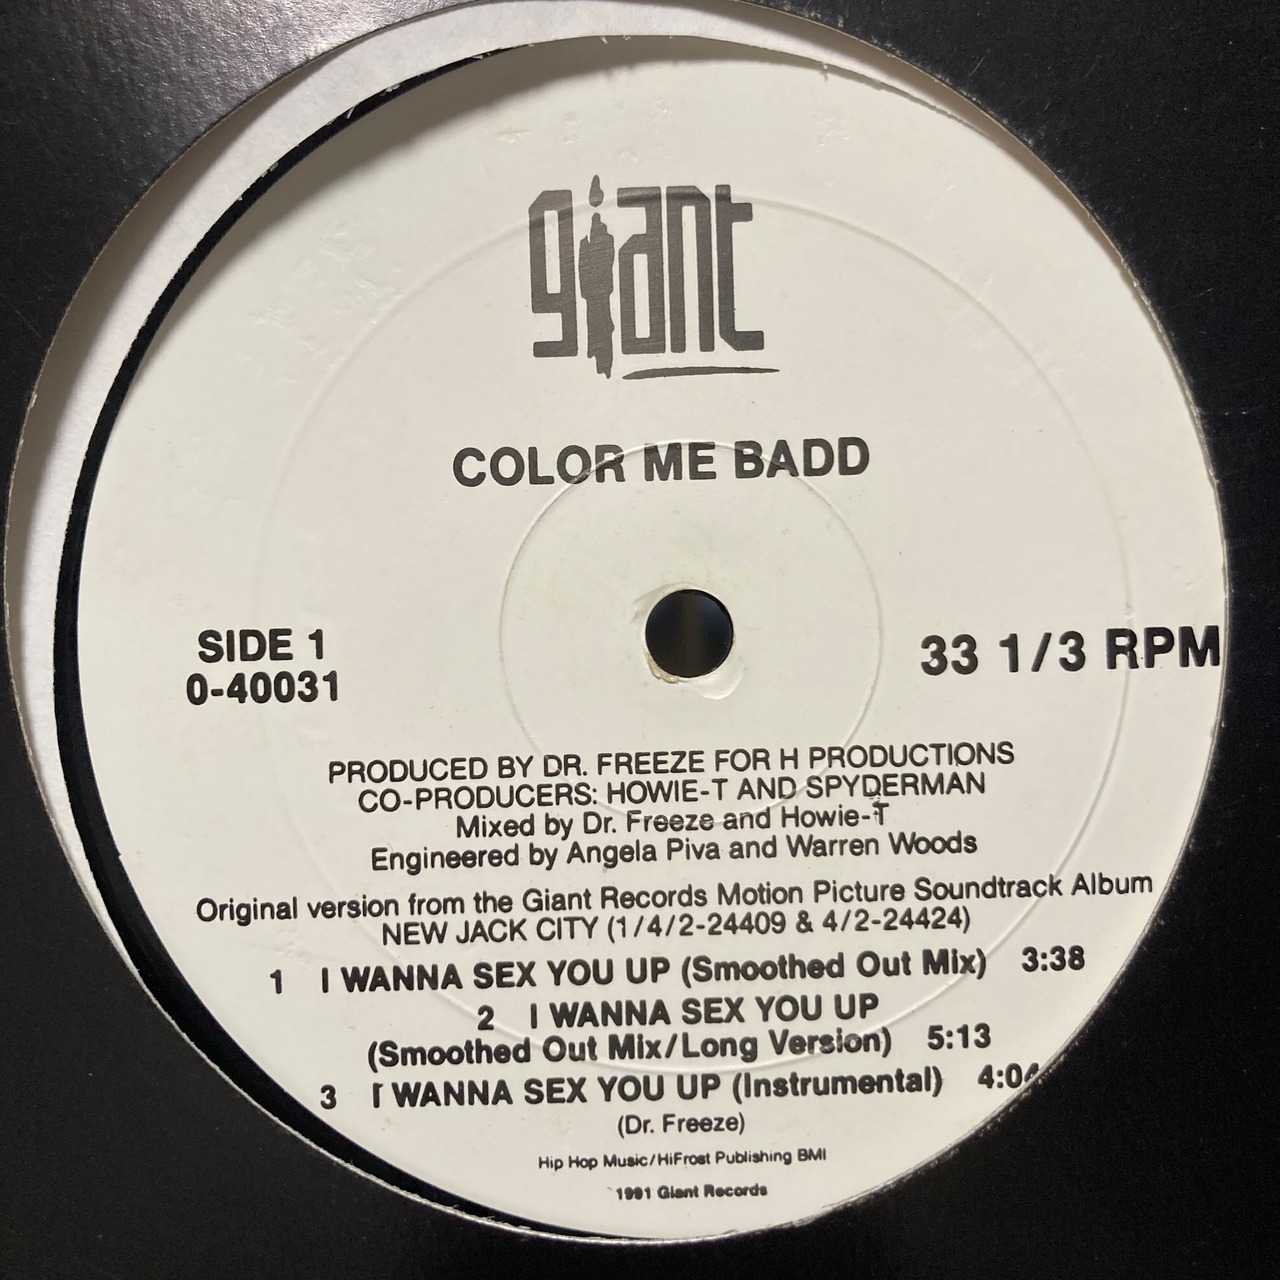 giant
COLOR ME BADD
SIDE 1
0-40031
33 1/3 RPM
PRODUCED BY DR. FREEZE FOR H PRODUCTIONS
CO-PRODUCERS: HOWIE-T AND SPYDERMAN
Mixed by Dr. Freeze and Howie-T
Engineered by Angela Piva and Warren Woods
Original version from the Giant Records Motion Picture Soundtrack Album
NEW JACK CITY (1/4/2-24409 & 4/2-24424)
1 I WANNA SEX YOU UP (Smoothed Out Mix) 3:38
2 I WANNA SEX YOU UP
(Smoothed Out Mix/Long Version) 5:13
3 I WANNA SEX YOU UP (Instrumental) 4:04
(Dr. Freeze)
Hip Hop Music/HiFrost Publishing BMI
1991 Giant Records